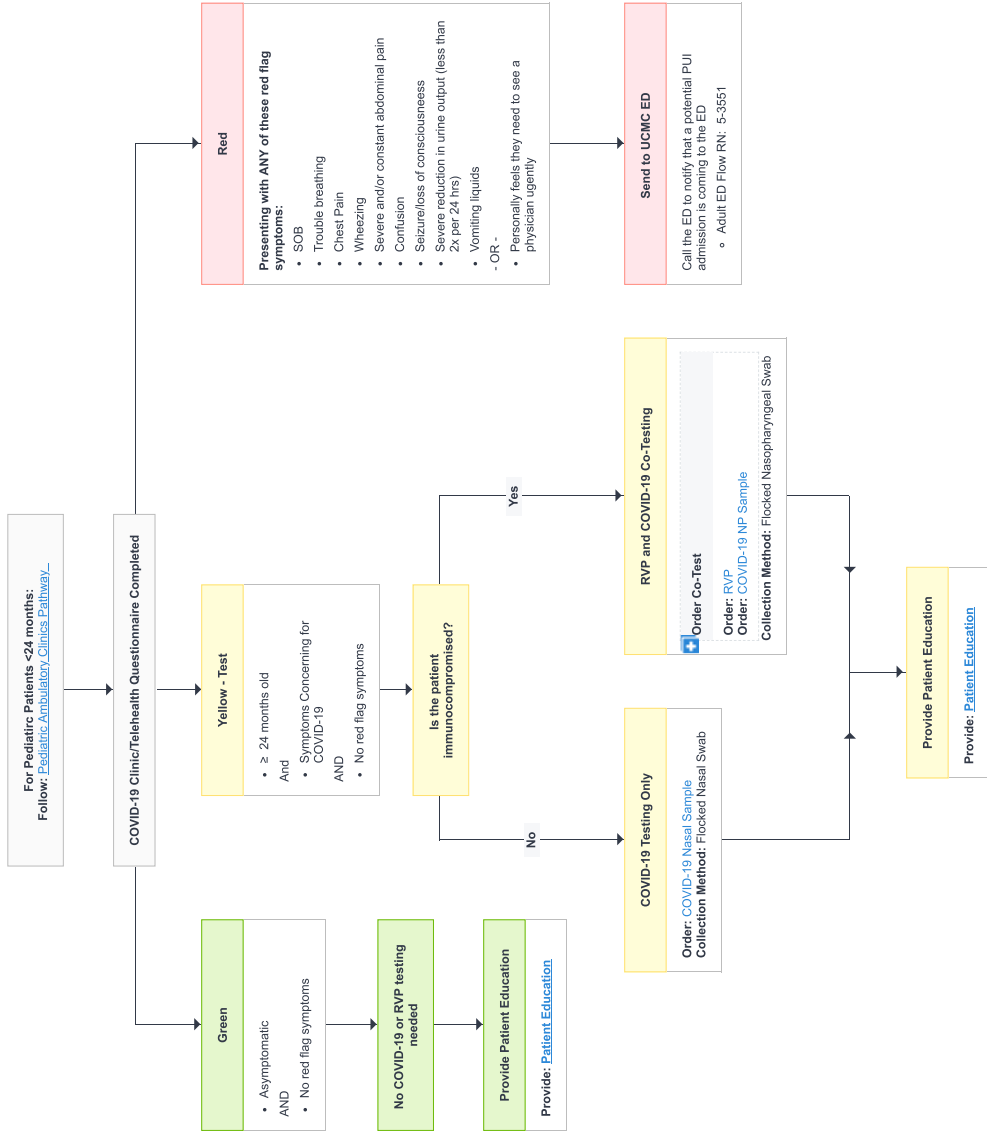 For Pediatirc Patients <24 months:
Follow: Pediatric Ambulatory Clinics Pathway
COVID-19 Clinic/Telehealth Questionnaire Completed
Green
• Asymptomatic
AND
• No red flag symptoms
No COVID-19 or RVP testing
needed
Provide Patient Education
Provide: Patient Education
Yellow - Test
• ≥ 24 months old
And
• Symptoms Concerning for
COVID-19
AND
• No red flag symptoms
Is the patient
immunocompromised?
No
Yes
COVID-19 Testing Only
Order: COVID-19 Nasal Sample
Collection Method: Flocked Nasal Swab
RVP and COVID-19 Co-Testing
Order Co-Test
Order: RVP
Order: COVID-19 NP Sample
Collection Method: Flocked Nasopharyngeal Swab
Provide Patient Education
Provide: Patient Education
Red
Presenting with ANY of these red flag
symptoms:
• SOB
• Trouble breathing
• Chest Pain
• Wheezing
• Severe and/or constant abdominal pain
• Confusion
• Seizure/loss of consciousneess
• Severe reduction in urine output (less than
2x per 24 hrs)
• Vomiting liquids
- OR -
• Personally feels they need to see a
physician ugently
Send to UCMC ED
Call the ED to notify that a potential PUI
admission is coming to the ED
○ Adult ED Flow RN: 5-3551